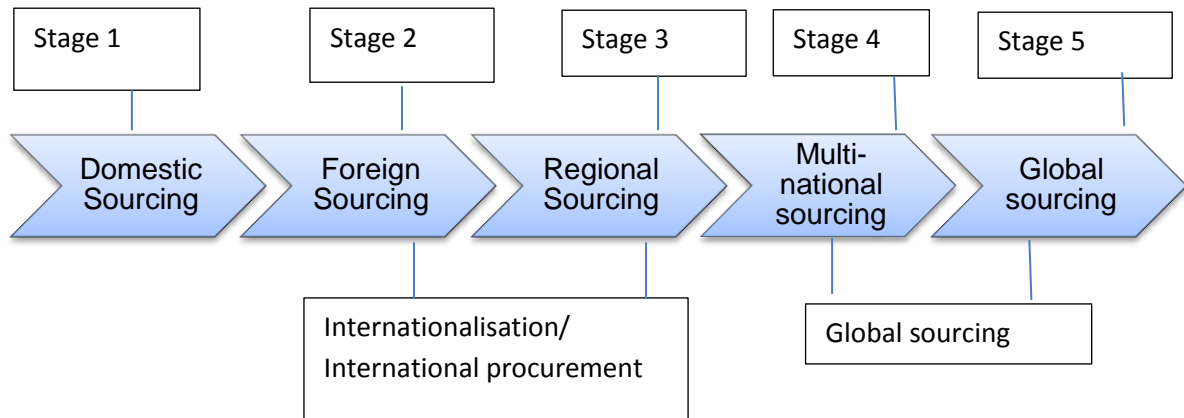 Stage 1
Stage 2
Stage 3
Stage 4
Stage 5
Domestic
Sourcing
Foreign
Sourcing
Regional
Sourcing
Multi-
national
sourcing
Global
sourcing
Internationalisation/
International procurement
Global sourcing